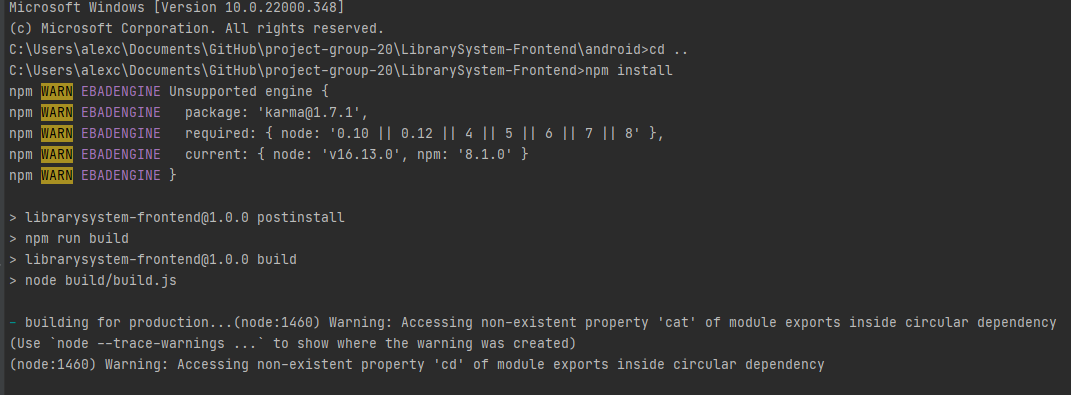 Microsoft Windows [Version 10.0.22000.348]
(c) Microsoft Corporation. All rights reserved.
C:\Users\alexc\Documents\GitHub\project-group-20\LibrarySystem-Frontend\android>cd ..
C:\Users\alexc\Documents\GitHub\project-group-20\LibrarySystem-Frontend>npm install
npm WARN EBADENGINE Unsupported engine {
npm WARN EBADENGINE   package: 'karma@1.7.1',
npm WARN EBADENGINE   required: { node: '0.10 || 0.12 || 4 || 5 || 6 || 7 || 8' },
npm WARN EBADENGINE   current: { node: 'v16.13.0', npm: '8.1.0' }
npm WARN EBADENGINE }
> librarysystem-frontend@1.0.0 postinstall
> npm run build
> librarysystem-frontend@1.0.0 build
> node build/build.js
- building for production...(node:1460) Warning: Accessing non-existent property 'cat' of module exports inside circular dependency
(Use `node --trace-warnings ...` to show where the warning was created)
(node:1460) Warning: Accessing non-existent property 'cd' of module exports inside circular dependency